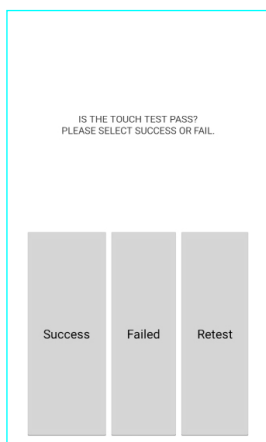 IS THE TOUCH TEST PASS?
PLEASE SELECT SUCCESS OR FAIL.
Success
Failed
Retest